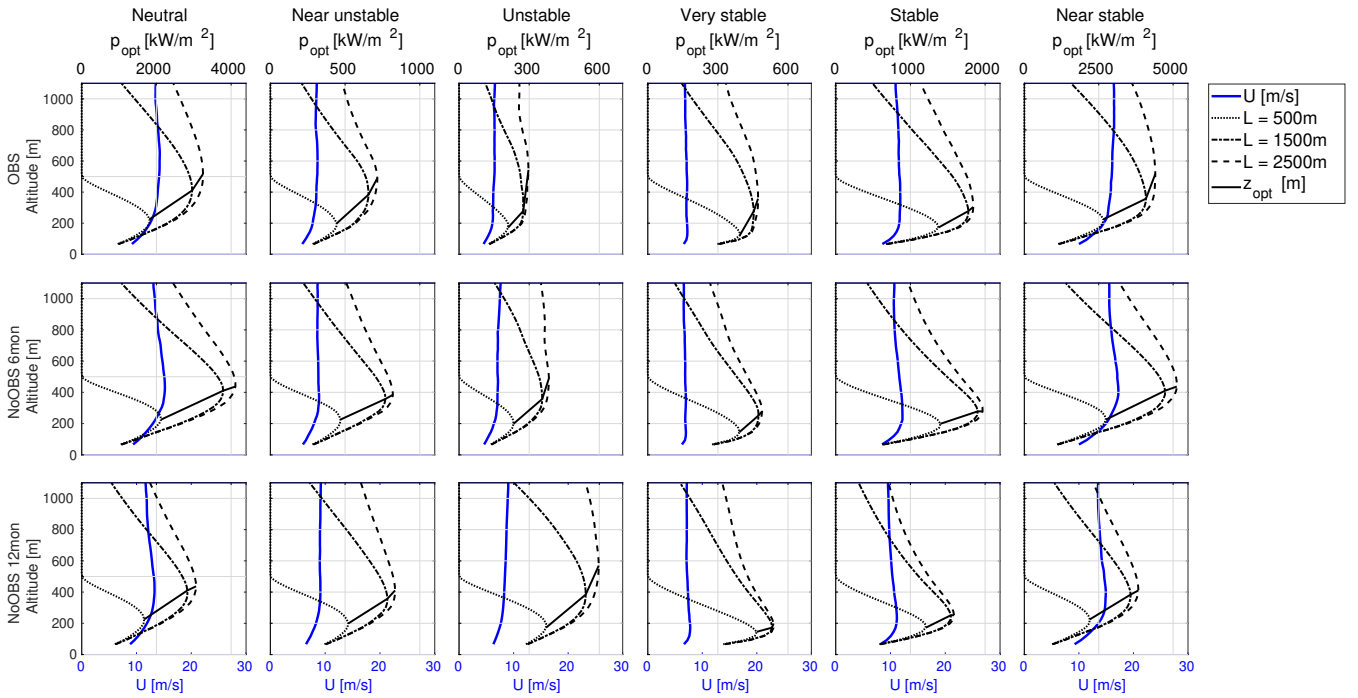 Neutral Near unstable Unstable Very stable Stable Near stable
p_opt [kW/m ²] p_opt [kW/m ²] p_opt [kW/m ²] p_opt [kW/m ²] p_opt [kW/m ²] p_opt [kW/m ²]
0 2000 4000 0 500 1000 0 300 600 0 300 600 0 1000 2000 0 2500 5000
OBS
Altitude [m]
1000
800
600
400
200
0
U [m/s]
L = 500m
L = 1500m
L = 2500m
z_opt [m]
NoOBS 6mon
Altitude [m]
1000
800
600
400
200
0
NoOBS 12mon
Altitude [m]
1000
800
600
400
200
0
0 10 20 30 0 10 20 30 0 10 20 30 0 10 20 30 0 10 20 30 0 10 20 30
U [m/s] U [m/s] U [m/s] U [m/s] U [m/s] U [m/s]